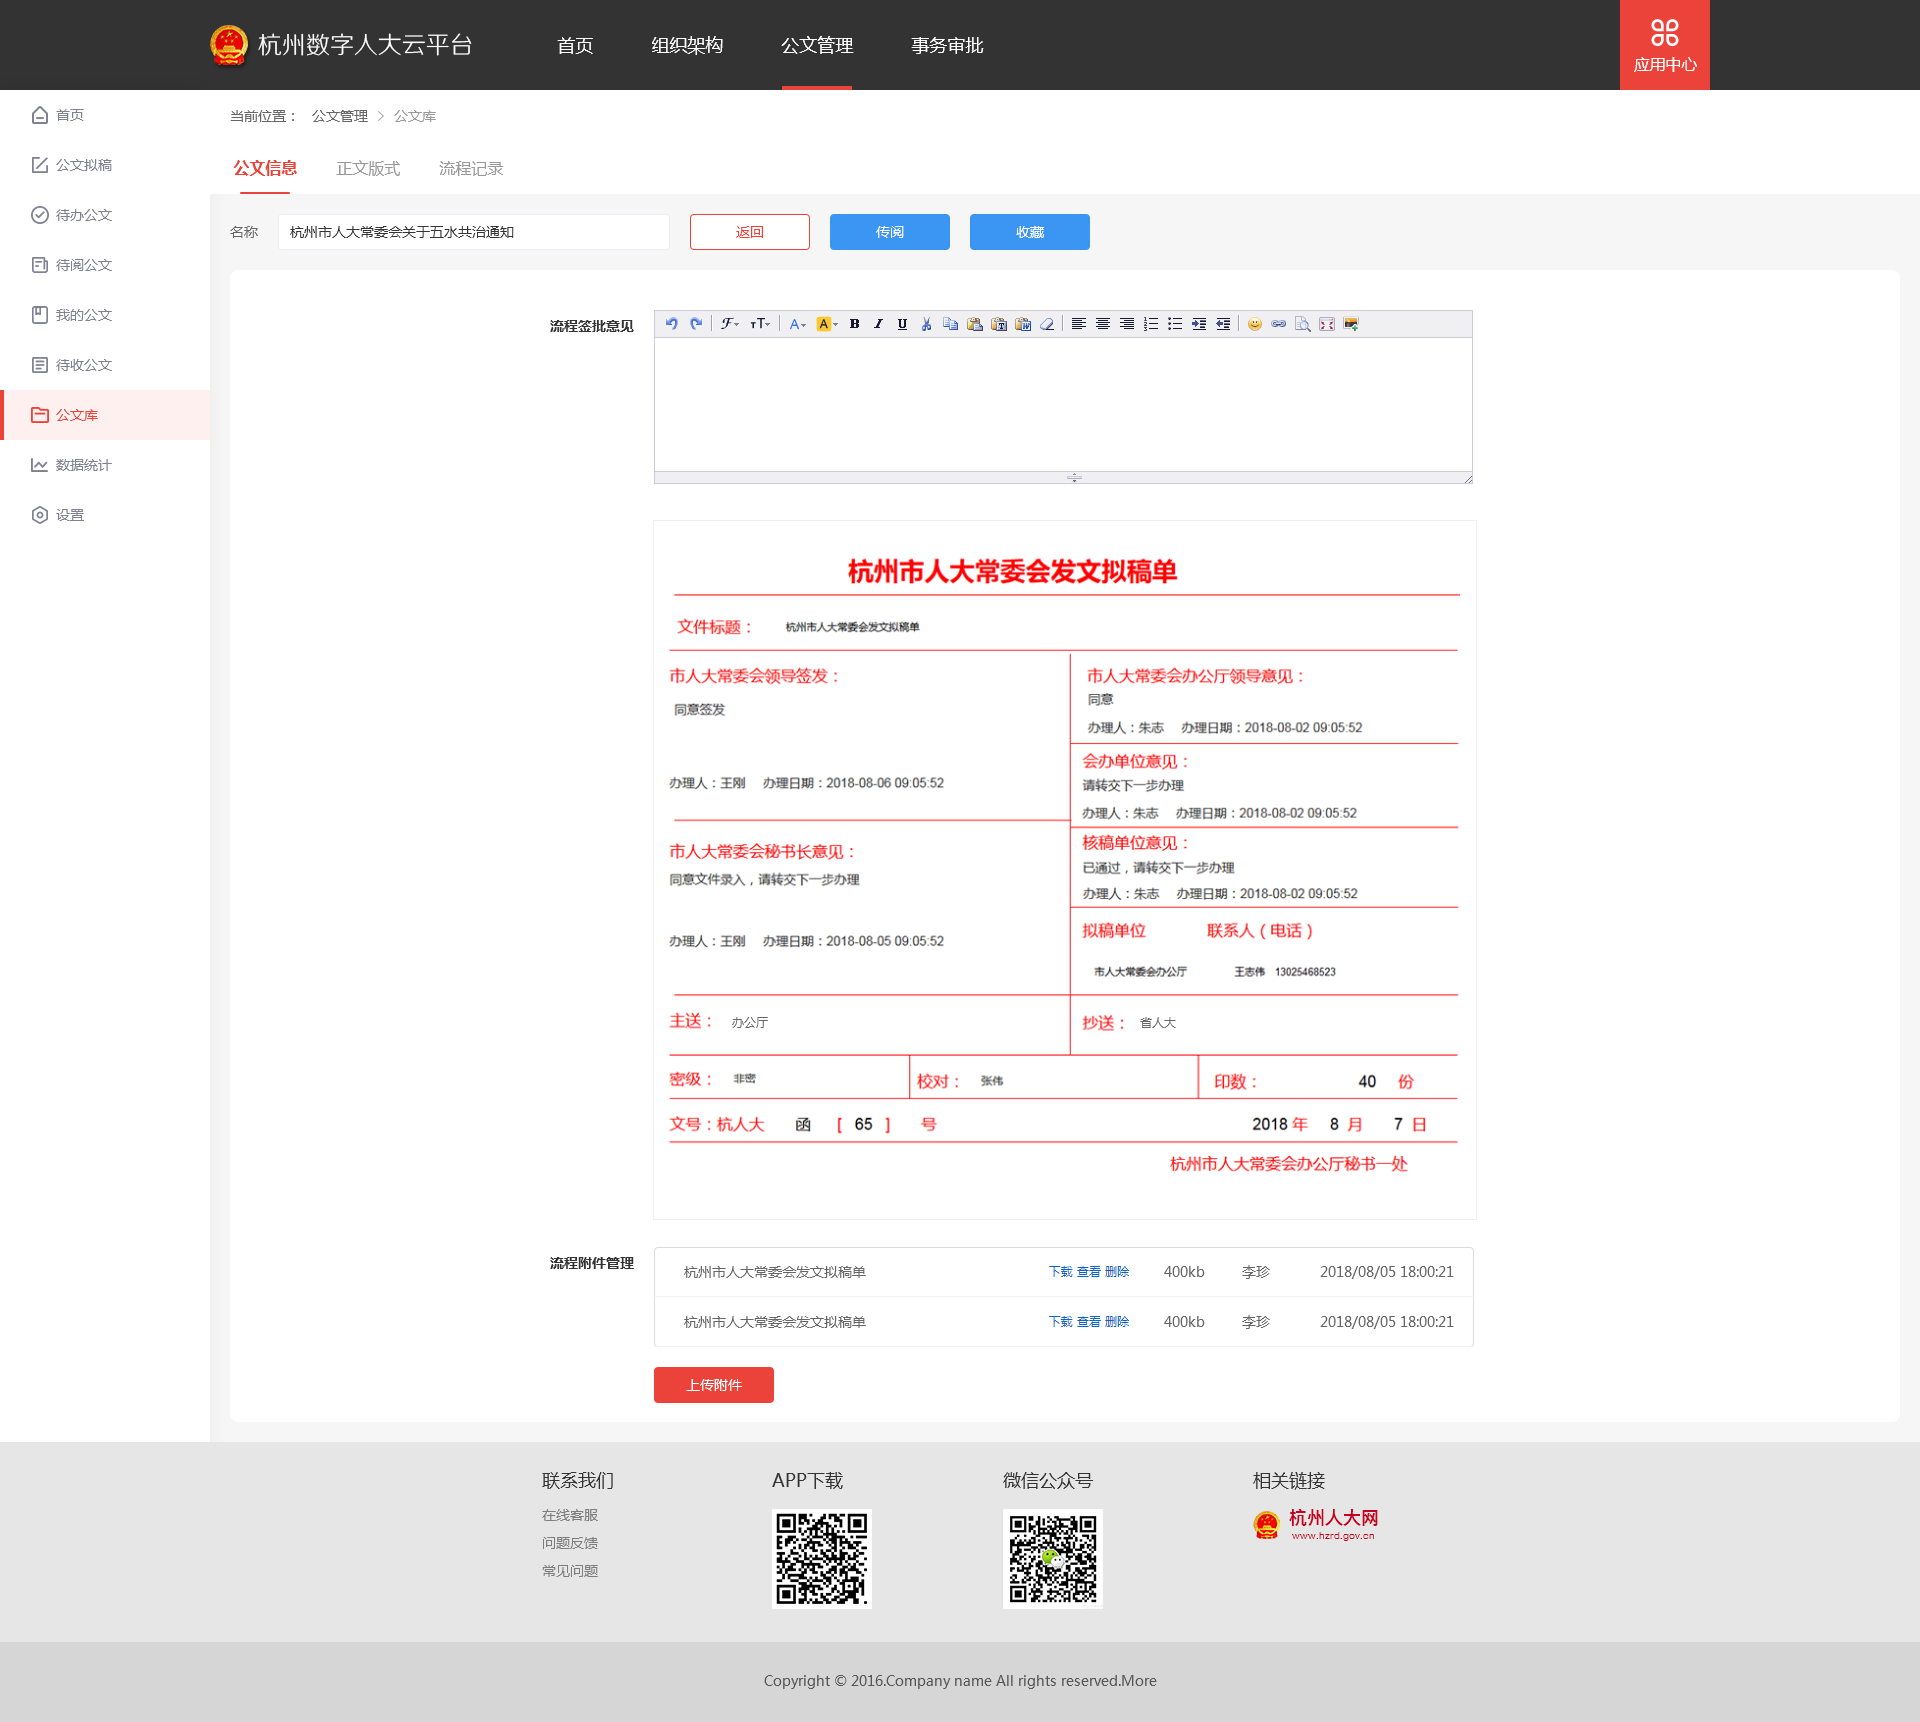 杭州数字人大云平台
首页 组织架构 公文管理 事务审批
应用中心
首页
公文拟稿
待办公文
待阅公文
我的公文
待收公文
公文库
数据统计
设置
当前位置： 公文管理 > 公文库
公文信息 正文版式 流程记录
名称 杭州市人大常委会关于五水共治通知 返回 传阅 收藏
流程签批意见
杭州市人大常委会发文拟稿单
文件标题： 杭州市人大常委会发文拟稿单
市人大常委会领导签发：
同意签发
办理人：王刚 办理日期：2018-08-06 09:05:52
市人大常委会秘书长意见：
同意文件录入，请转交下一步办理
办理人：王刚 办理日期：2018-08-05 09:05:52
市人大常委会办公厅领导意见：
同意
办理人：朱志 办理日期：2018-08-02 09:05:52
会办单位意见：
请转交下一步办理
办理人：朱志 办理日期：2018-08-02 09:05:52
核稿单位意见：
已通过，请转交下一步办理
办理人：朱志 办理日期：2018-08-02 09:05:52
拟稿单位 联系人（电话）
市人大常委会办公厅 王志伟 13025468523
主送： 办公厅 抄送： 省人大
密级： 非密 校对： 张伟 印数： 40 份
文号：杭人大 函 [ 65 ] 号 2018 年 8 月 7 日
杭州市人大常委会办公厅秘书一处
流程附件管理
杭州市人大常委会发文拟稿单 下载 查看 删除 400kb 李珍 2018/08/05 18:00:21
杭州市人大常委会发文拟稿单 下载 查看 删除 400kb 李珍 2018/08/05 18:00:21
上传附件
联系我们
在线客服
问题反馈
常见问题
APP下载
微信公众号
相关链接
杭州人大网
www.hzrd.gov.cn
Copyright © 2016.Company name All rights reserved.More